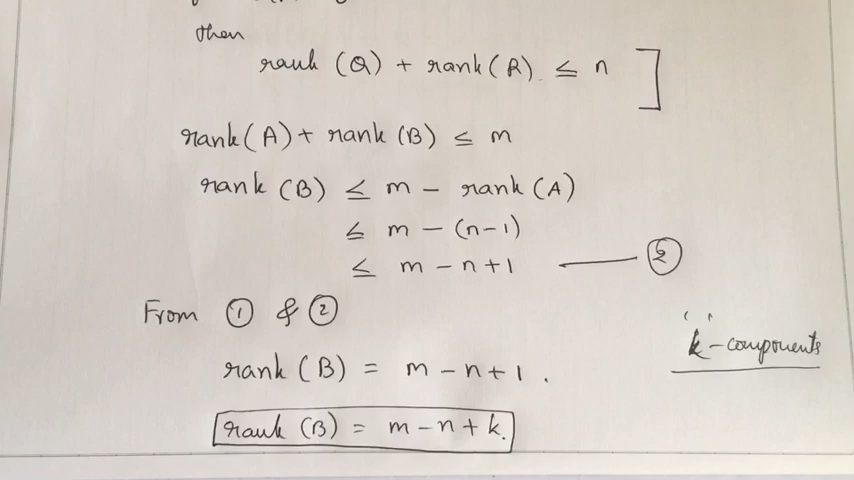 then
rank (Q) + rank (R) ≤ n ]
rank(A) + rank (B) ≤ m
rank (B) ≤ m - rank (A)
≤ m - (n-1)
≤ m - n+1 —— ②
From ① & ②
k-components
rank (B) = m - n + 1 .
rank (B) = m - n + k.